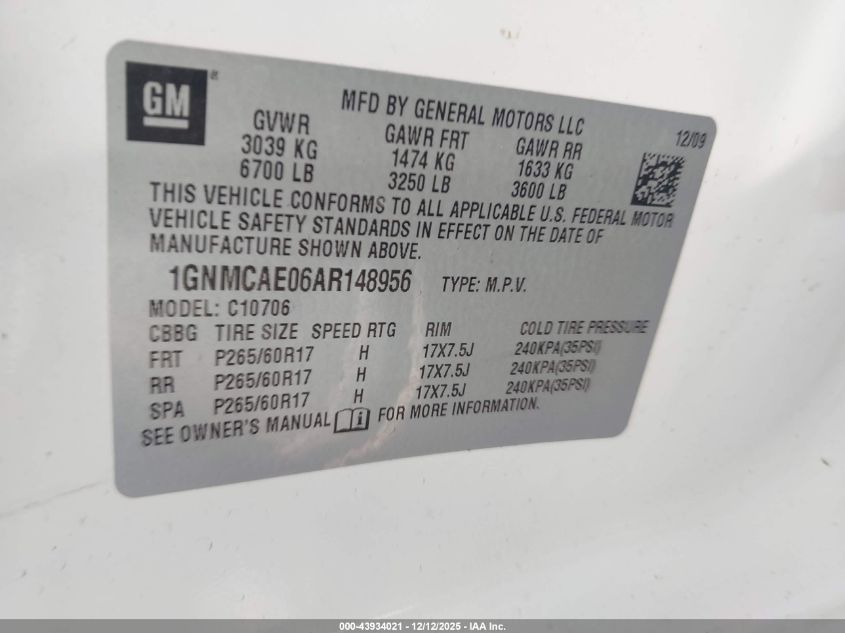 GM®
MFD BY GENERAL MOTORS LLC
12/09
GVWR GAWR FRT GAWR RR
3039 KG 1474 KG 1633 KG
6700 LB 3250 LB 3600 LB
THIS VEHICLE CONFORMS TO ALL APPLICABLE U.S. FEDERAL MOTOR
VEHICLE SAFETY STANDARDS IN EFFECT ON THE DATE OF
MANUFACTURE SHOWN ABOVE.
1GNMCAE06AR148956 TYPE: M.P.V.
MODEL: C10706
CBBG TIRE SIZE SPEED RTG RIM COLD TIRE PRESSURE
FRT P265/60R17 H 17X7.5J 240KPA(35PSI)
RR P265/60R17 H 17X7.5J 240KPA(35PSI)
SPA P265/60R17 H 17X7.5J 240KPA(35PSI)
SEE OWNER'S MANUAL FOR MORE INFORMATION.
000-43934021 - 12/12/2025 - IAA Inc.